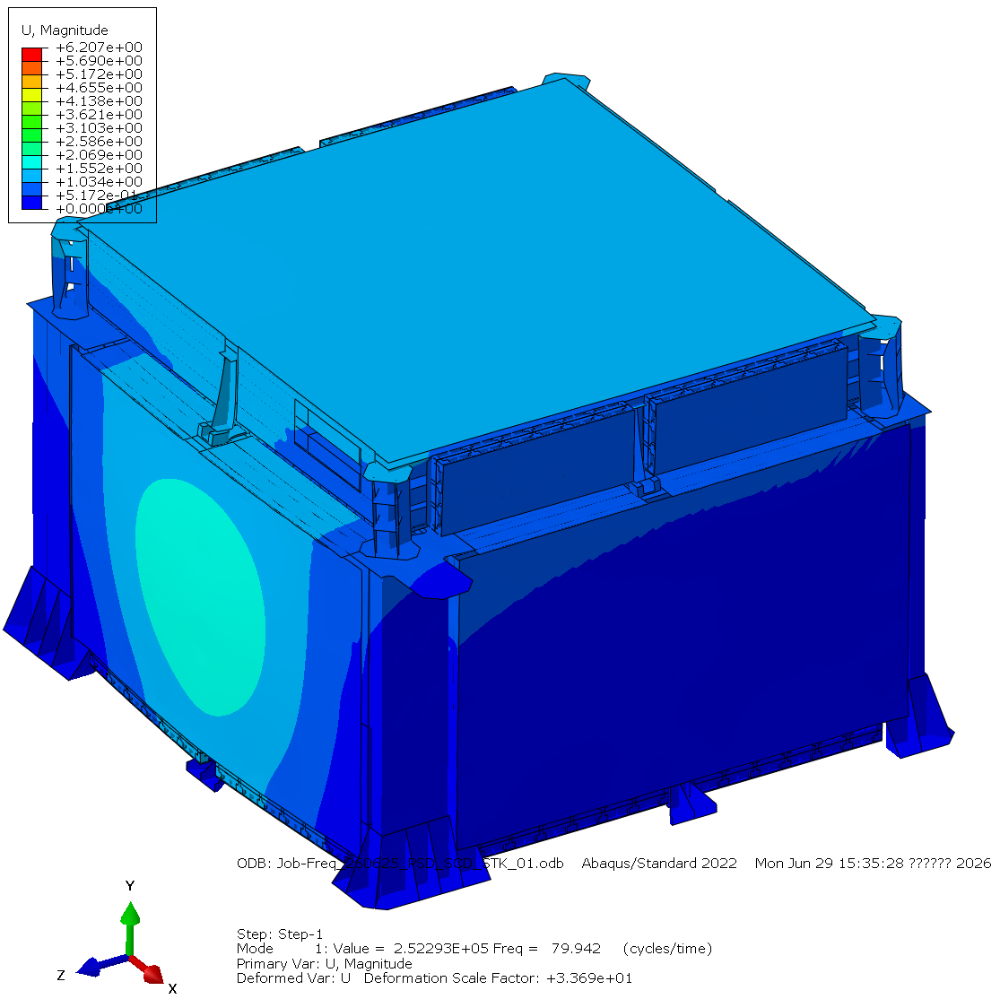 U, Magnitude
+6.207e+00
+5.690e+00
+5.172e+00
+4.655e+00
+4.138e+00
+3.621e+00
+3.103e+00
+2.586e+00
+2.069e+00
+1.552e+00
+1.034e+00
+5.172e-01
+0.000e+00
ODB: STK_01.odb Abaqus/Standard 2022 Mon Jun 29 15:35:28 ?????? 2026
Y
Z
X
Step: Step-1
Mode 1: Value = 2.52293E+05 Freq = 79.942 (cycles/time)
Primary Var: U, Magnitude
Deformed Var: U Deformation Scale Factor: +3.369e+01